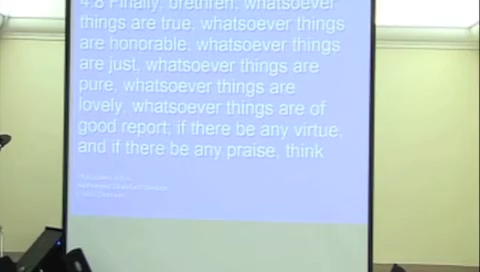 4:8 Finally, brethren, whatsoever
things are true, whatsoever things
are honorable, whatsoever things
are just, whatsoever things are
pure, whatsoever things are
lovely, whatsoever things are of
good report; if there be any virtue,
and if there be any praise, think